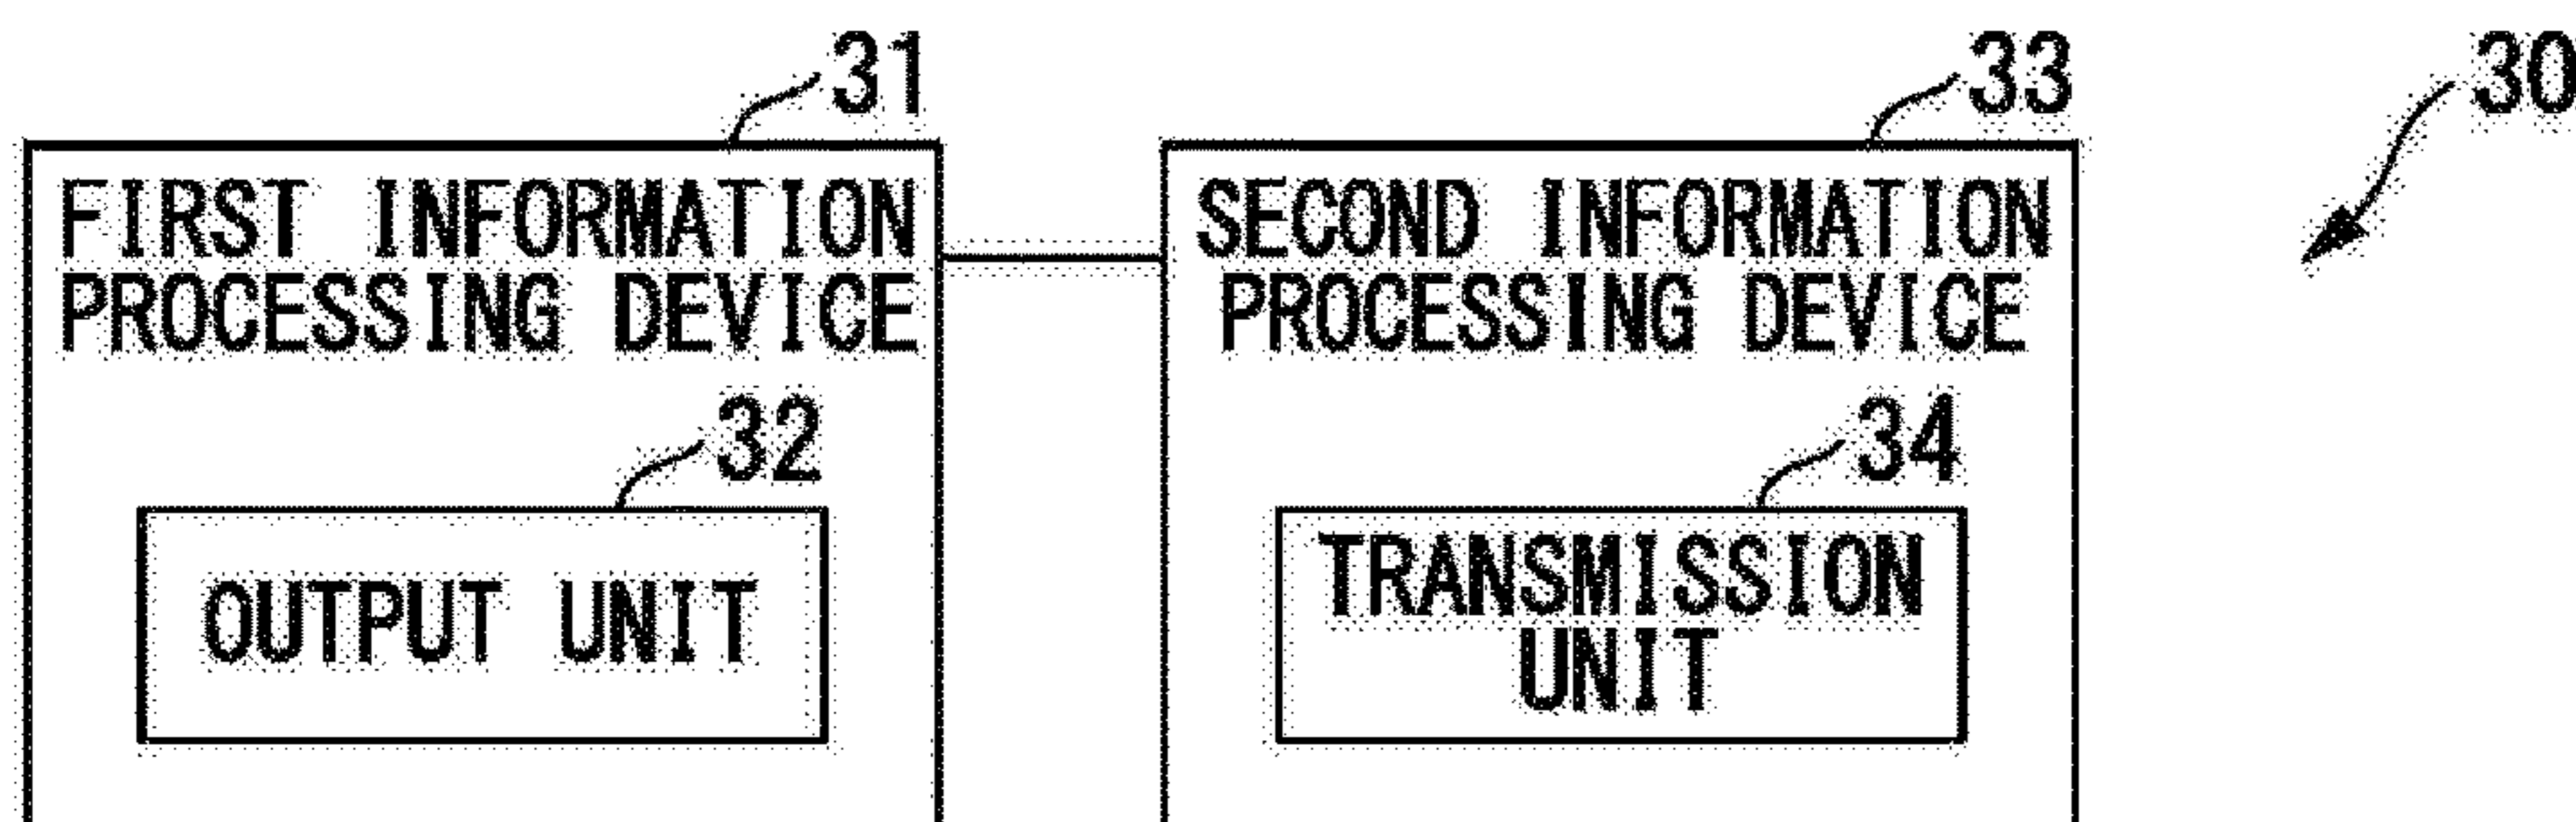 31
33
30
FIRST INFORMATION
PROCESSING DEVICE
SECOND INFORMATION
PROCESSING DEVICE
32
34
OUTPUT UNIT
TRANSMISSION
UNIT